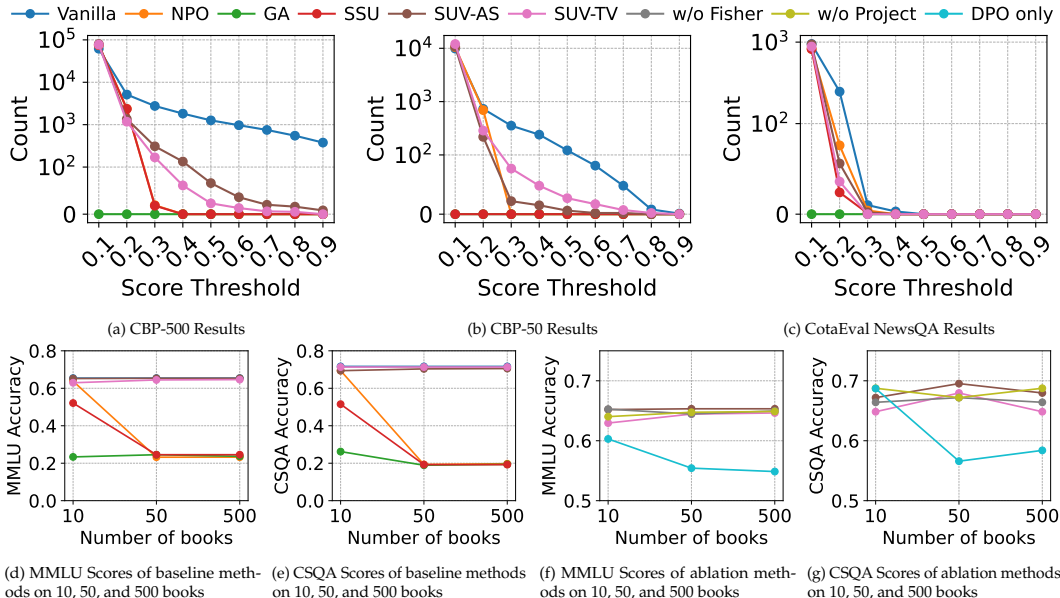 Vanilla NPO GA SSU SUV-AS SUV-TV w/o Fisher w/o Project DPO only
10^5
10^4
10^3
10^2
0
Count
0.1 0.2 0.3 0.4 0.5 0.6 0.7 0.8 0.9
Score Threshold
(a) CBP-500 Results
10^4
10^3
10^2
0
Count
0.1 0.2 0.3 0.4 0.5 0.6 0.7 0.8 0.9
Score Threshold
(b) CBP-50 Results
10^3
10^2
0
Count
0.1 0.2 0.3 0.4 0.5 0.6 0.7 0.8 0.9
Score Threshold
(c) CotaEval NewsQA Results
0.8
0.6
0.4
0.2
0.0
MMLU Accuracy
10 50 500
Number of books
(d) MMLU Scores of baseline meth-
ods on 10, 50, and 500 books
0.8
0.6
0.4
0.2
0.0
CSQA Accuracy
10 50 500
Number of books
(e) CSQA Scores of baseline methods
on 10, 50, and 500 books
0.7
0.6
0.5
MMLU Accuracy
10 50 500
Number of books
(f) MMLU Scores of ablation meth-
ods on 10, 50, and 500 books
0.7
0.6
0.5
CSQA Accuracy
10 50 500
Number of books
(g) CSQA Scores of ablation methods
on 10, 50, and 500 books